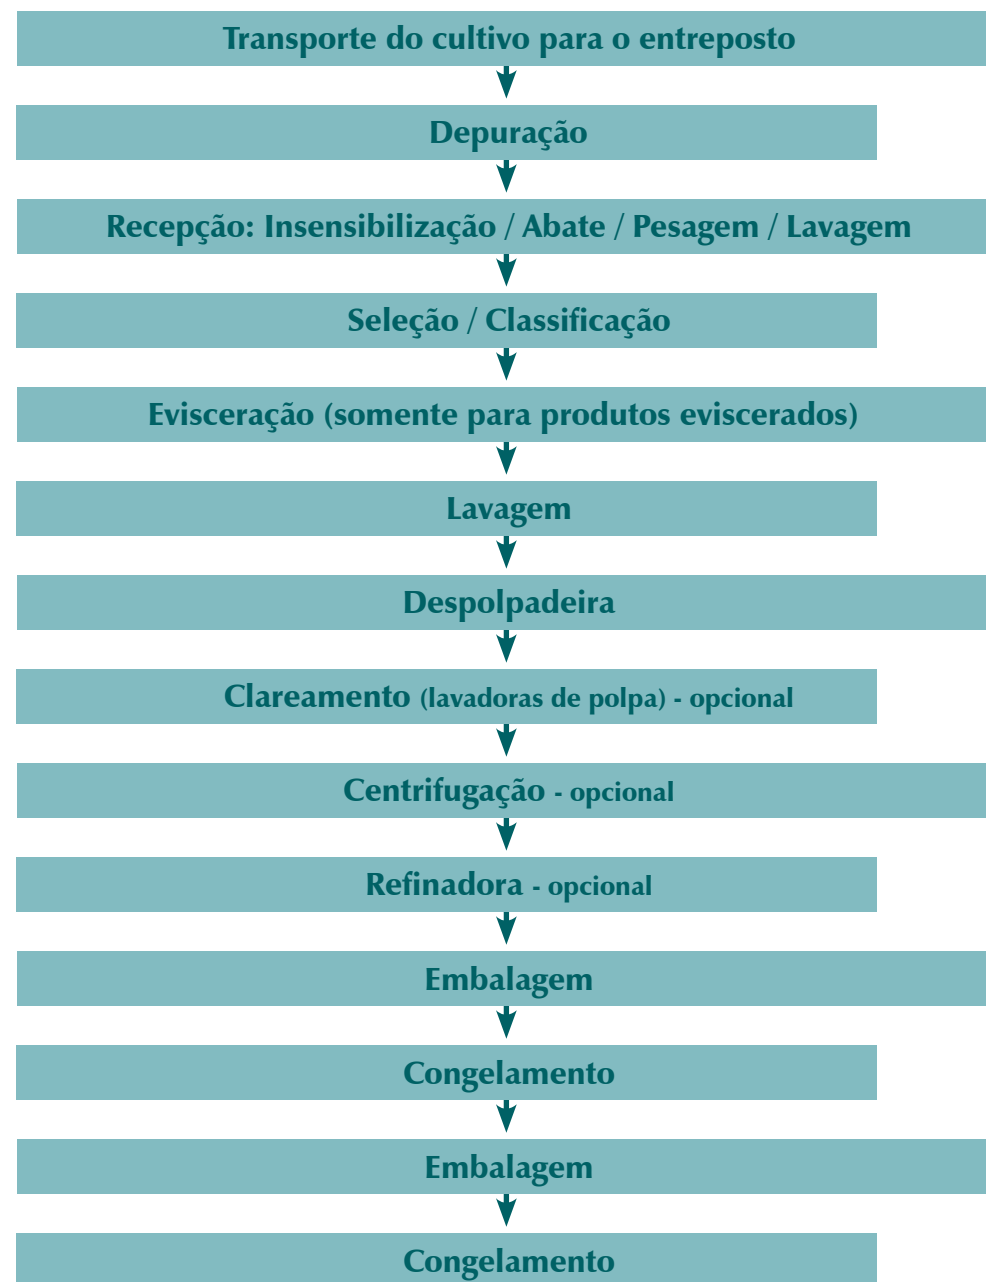 Transporte do cultivo para o entreposto
Depuração
Recepção: Insensibilização / Abate / Pesagem / Lavagem
Seleção / Classificação
Evisceração (somente para produtos eviscerados)
Lavagem
Despolpadeira
Clareamento (lavadoras de polpa) - opcional
Centrifugação - opcional
Refinadora - opcional
Embalagem
Congelamento
Embalagem
Congelamento